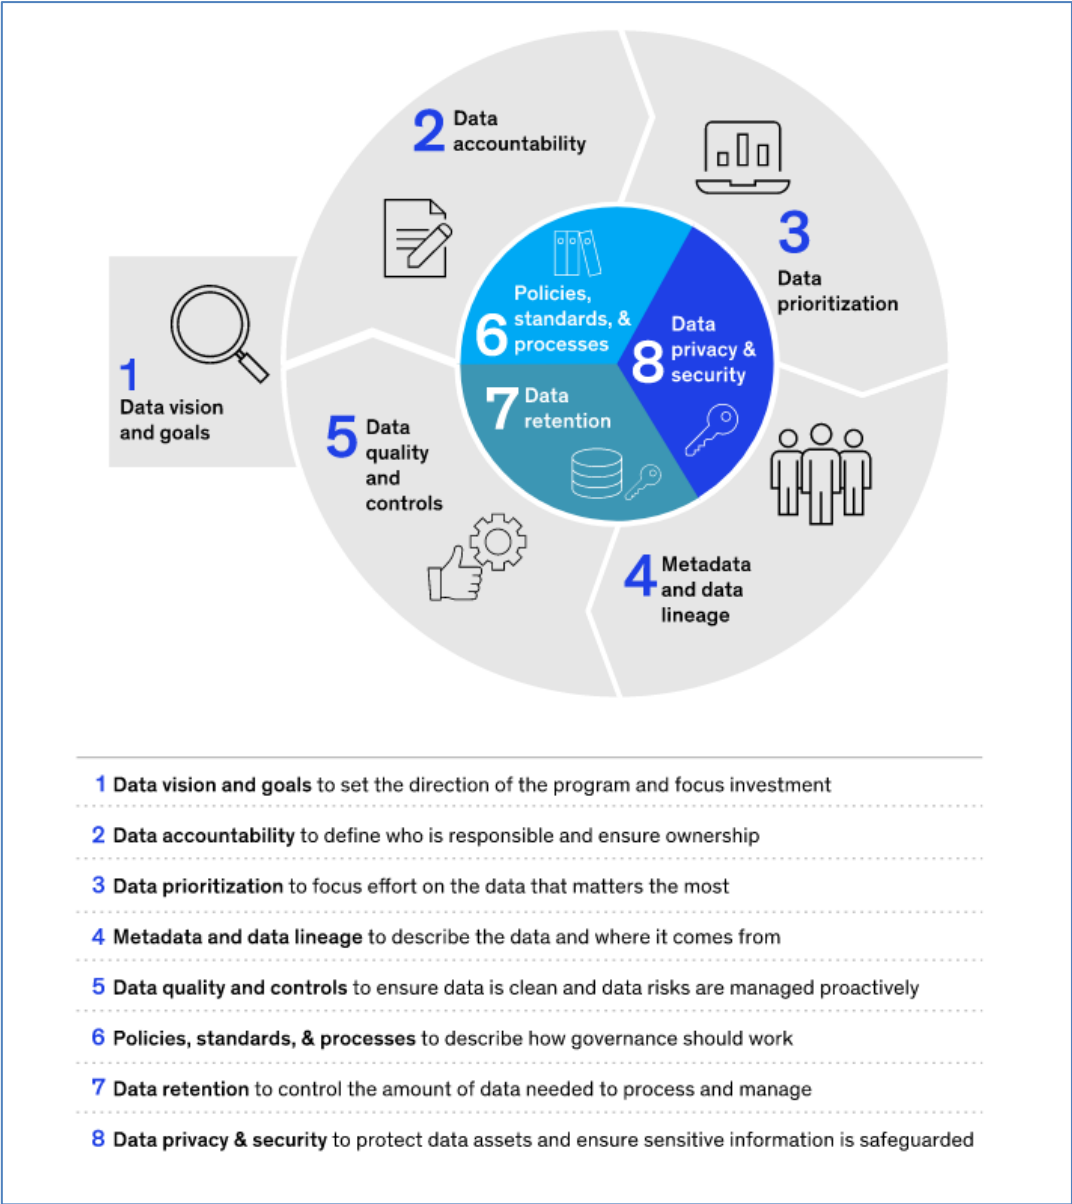 2 Data
accountability
3
Data
prioritization
1
Data vision
and goals
6 Policies,
standards, &
processes
8 Data
privacy &
security
7 Data
retention
5 Data
quality
and
controls
4 Metadata
and data
lineage
1 Data vision and goals to set the direction of the program and focus investment
2 Data accountability to define who is responsible and ensure ownership
3 Data prioritization to focus effort on the data that matters the most
4 Metadata and data lineage to describe the data and where it comes from
5 Data quality and controls to ensure data is clean and data risks are managed proactively
6 Policies, standards, & processes to describe how governance should work
7 Data retention to control the amount of data needed to process and manage
8 Data privacy & security to protect data assets and ensure sensitive information is safeguarded